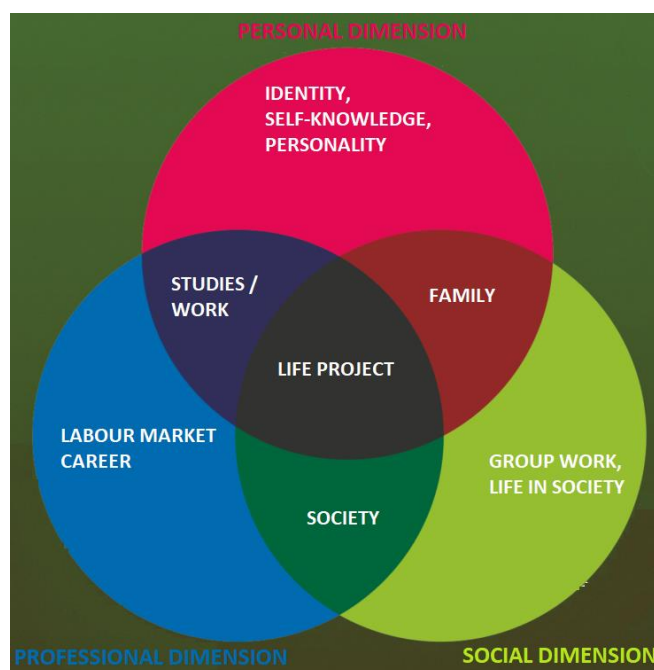 PERSONAL DIMENSION
IDENTITY,
SELF-KNOWLEDGE,
PERSONALITY
STUDIES /
WORK
FAMILY
LIFE PROJECT
LABOUR MARKET
CAREER
GROUP WORK,
LIFE IN SOCIETY
SOCIETY
PROFESSIONAL DIMENSION
SOCIAL DIMENSION